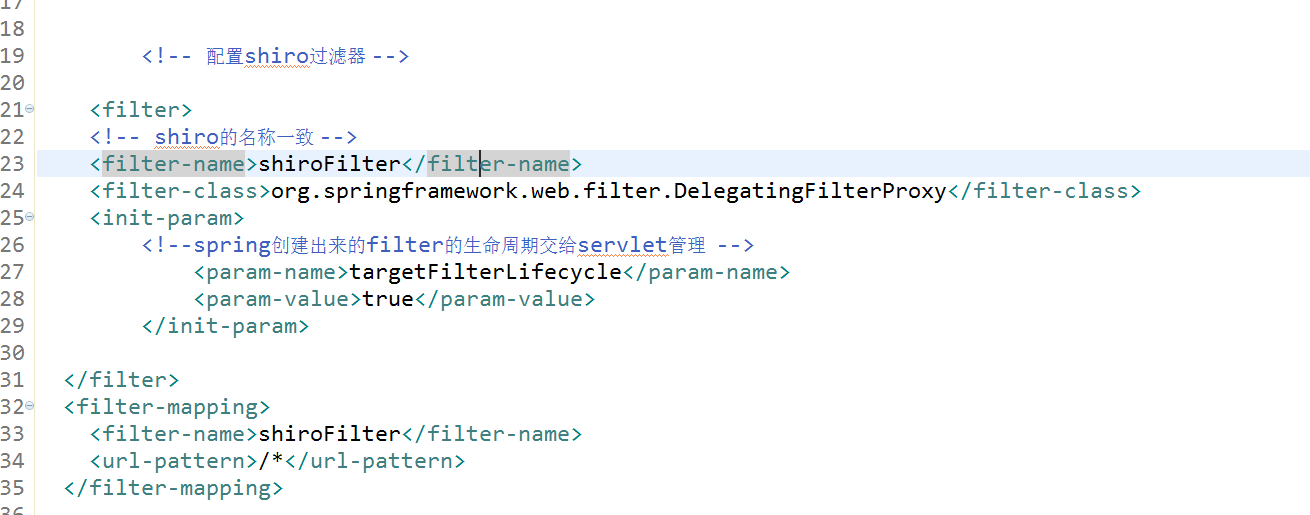 17
18
19 <!-- 配置shiro过滤器 -->
20
21 <filter>
22 <!-- shiro的名称一致 -->
23 <filter-name>shiroFilter</filter-name>
24 <filter-class>org.springframework.web.filter.DelegatingFilterProxy</filter-class>
25 <init-param>
26 <!--spring创建出来的filter的生命周期交给servlet管理 -->
27 <param-name>targetFilterLifecycle</param-name>
28 <param-value>true</param-value>
29 </init-param>
30
31 </filter>
32 <filter-mapping>
33 <filter-name>shiroFilter</filter-name>
34 <url-pattern>/*</url-pattern>
35 </filter-mapping>
36